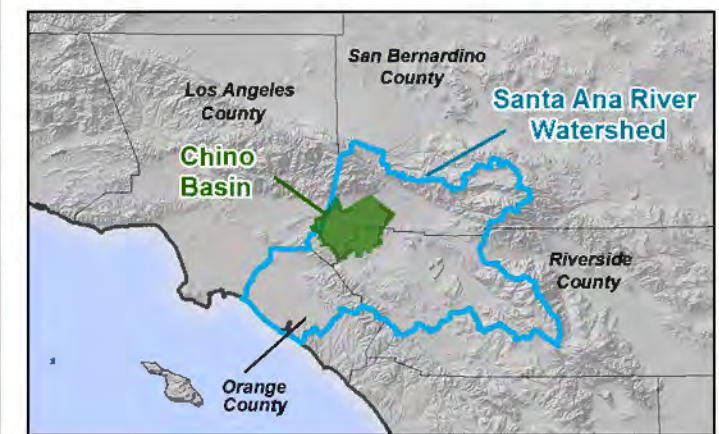 San Bernardino
County
Los Angeles
County
Santa Ana River
Watershed
Chino
Basin
Riverside
County
Orange
County